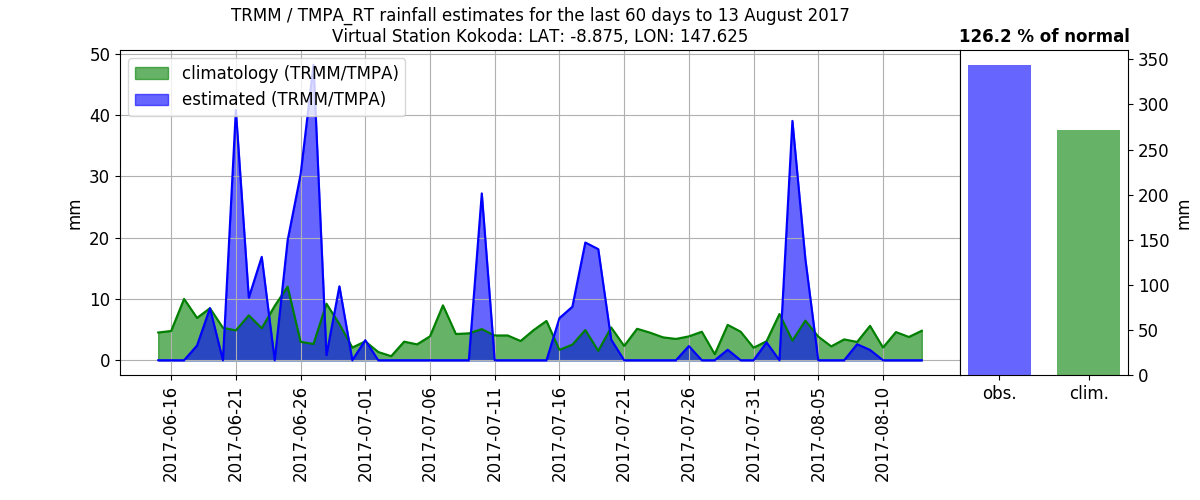 TRMM / TMPA_RT rainfall estimates for the last 60 days to 13 August 2017
Virtual Station Kokoda: LAT: -8.875, LON: 147.625
126.2 % of normal
climatology (TRMM/TMPA)
estimated (TRMM/TMPA)
50
40
30
20
10
0
mm
2017-06-16
2017-06-21
2017-06-26
2017-07-01
2017-07-06
2017-07-11
2017-07-16
2017-07-21
2017-07-26
2017-07-31
2017-08-05
2017-08-10
350
300
250
200
150
100
50
0
mm
obs.
clim.